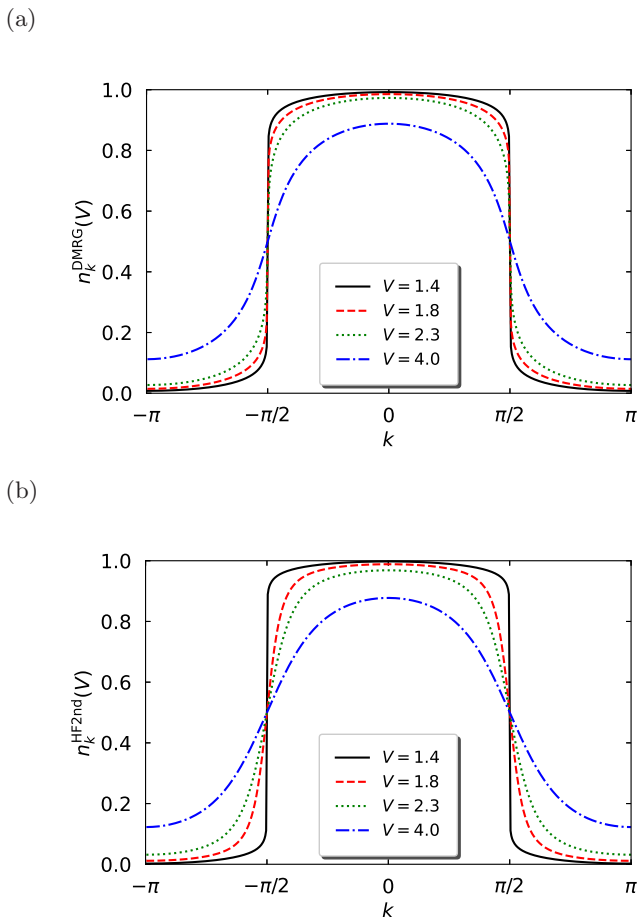 (a)
1.0
0.8
0.6
0.4
0.2
0.0
n_k^DMRG(V)
V = 1.4
V = 1.8
V = 2.3
V = 4.0
−π
−π/2
0
π/2
π
k
(b)
1.0
0.8
0.6
0.4
0.2
0.0
n_k^HF2nd(V)
V = 1.4
V = 1.8
V = 2.3
V = 4.0
−π
−π/2
0
π/2
π
k